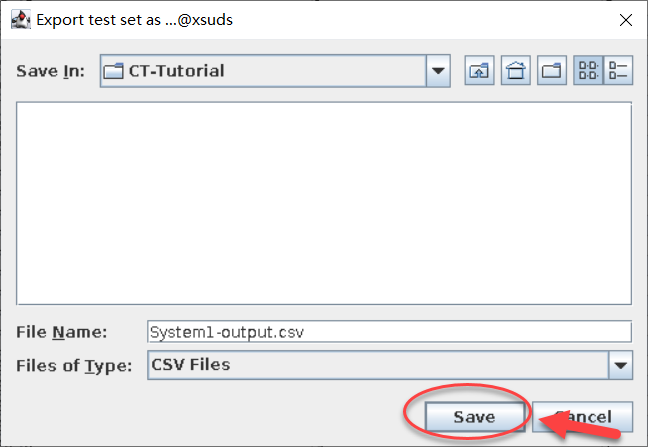 Export test set as ...@xsuds
Save In: CT-Tutorial
File Name: System1-output.csv
Files of Type: CSV Files
Save Cancel